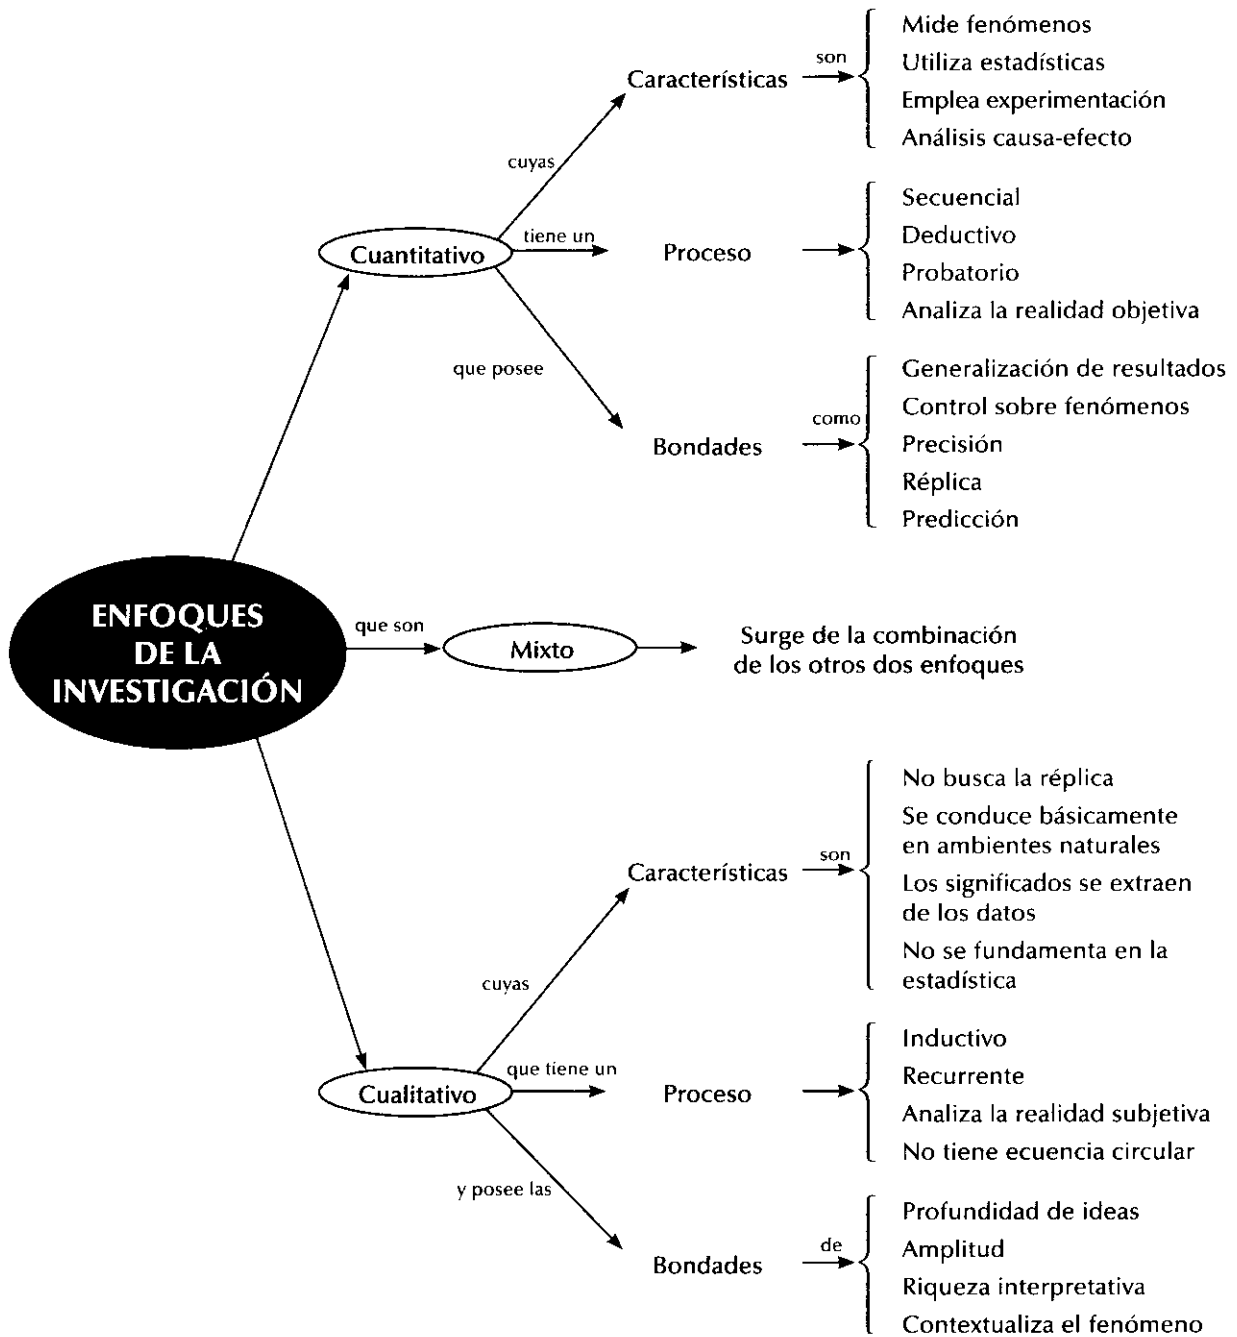 Mide fenómenos
son
Características
Utiliza estadísticas
Emplea experimentación
Análisis causa-efecto
cuyas
Secuencial
tiene un
Cuantitativo
Proceso
Deductivo
Probatorio
Analiza la realidad objetiva
que posee
Generalización de resultados
como
Bondades
Control sobre fenómenos
Precisión
Réplica
Predicción
ENFOQUES
DE LA
INVESTIGACIÓN
que son
Mixto
Surge de la combinación
de los otros dos enfoques
No busca la réplica
son
Características
Se conduce básicamente
en ambientes naturales
Los significados se extraen
de los datos
No se fundamenta en la
estadística
cuyas
Inductivo
que tiene un
Cualitativo
Proceso
Recurrente
Analiza la realidad subjetiva
No tiene ecuencia circular
y posee las
Profundidad de ideas
de
Bondades
Amplitud
Riqueza interpretativa
Contextualiza el fenómeno